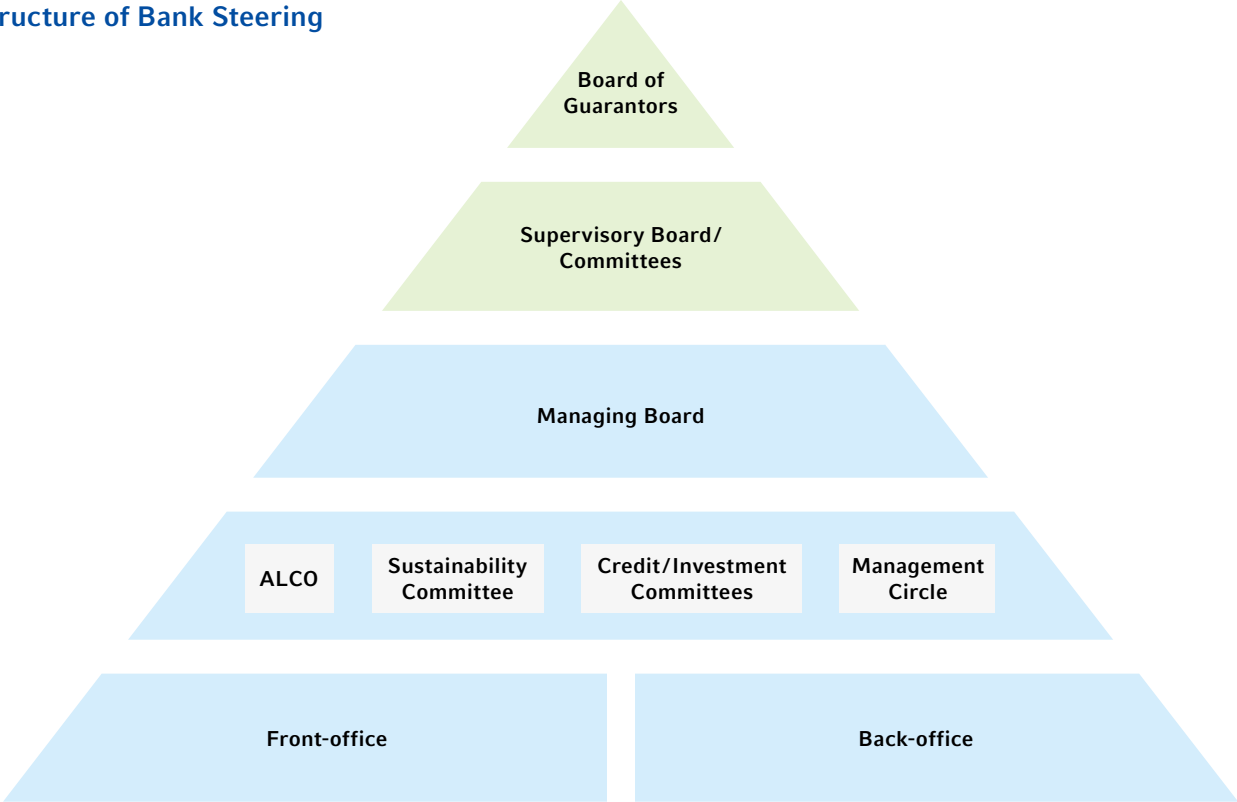 ructure of Bank Steering
Board of
Guarantors
Supervisory Board/
Committees
Managing Board
ALCO
Sustainability
Committee
Credit/Investment
Committees
Management
Circle
Front-office
Back-office